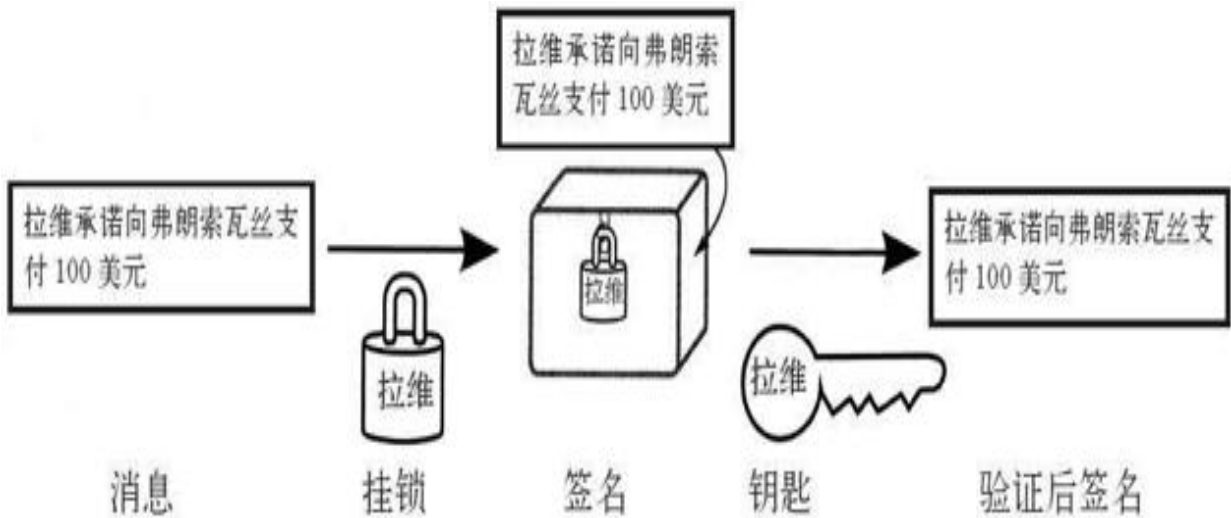 拉维承诺向弗朗索
瓦丝支付 100 美元
拉维承诺向弗朗索瓦丝支
付 100 美元
拉维
拉维
拉维
拉维承诺向弗朗索瓦丝支
付 100 美元
消息
挂锁
签名
钥匙
验证后签名